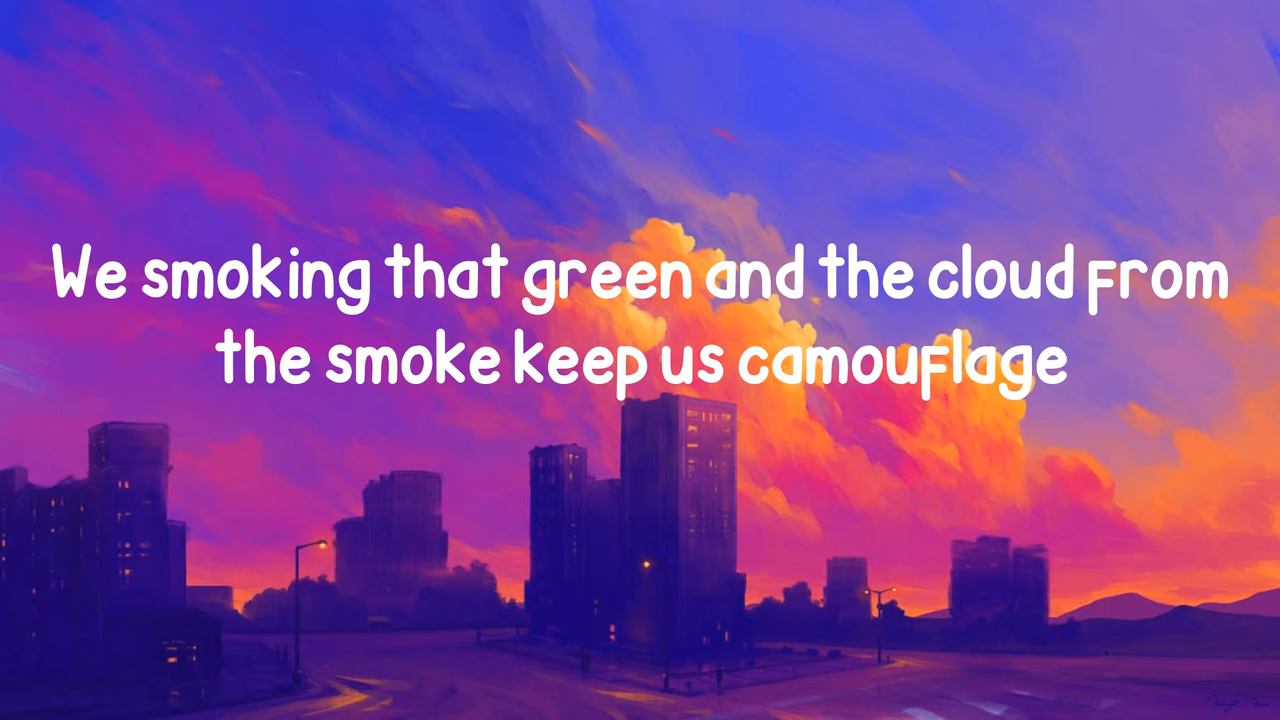 We smoking that green and the cloud from
the smoke keep us camouflage